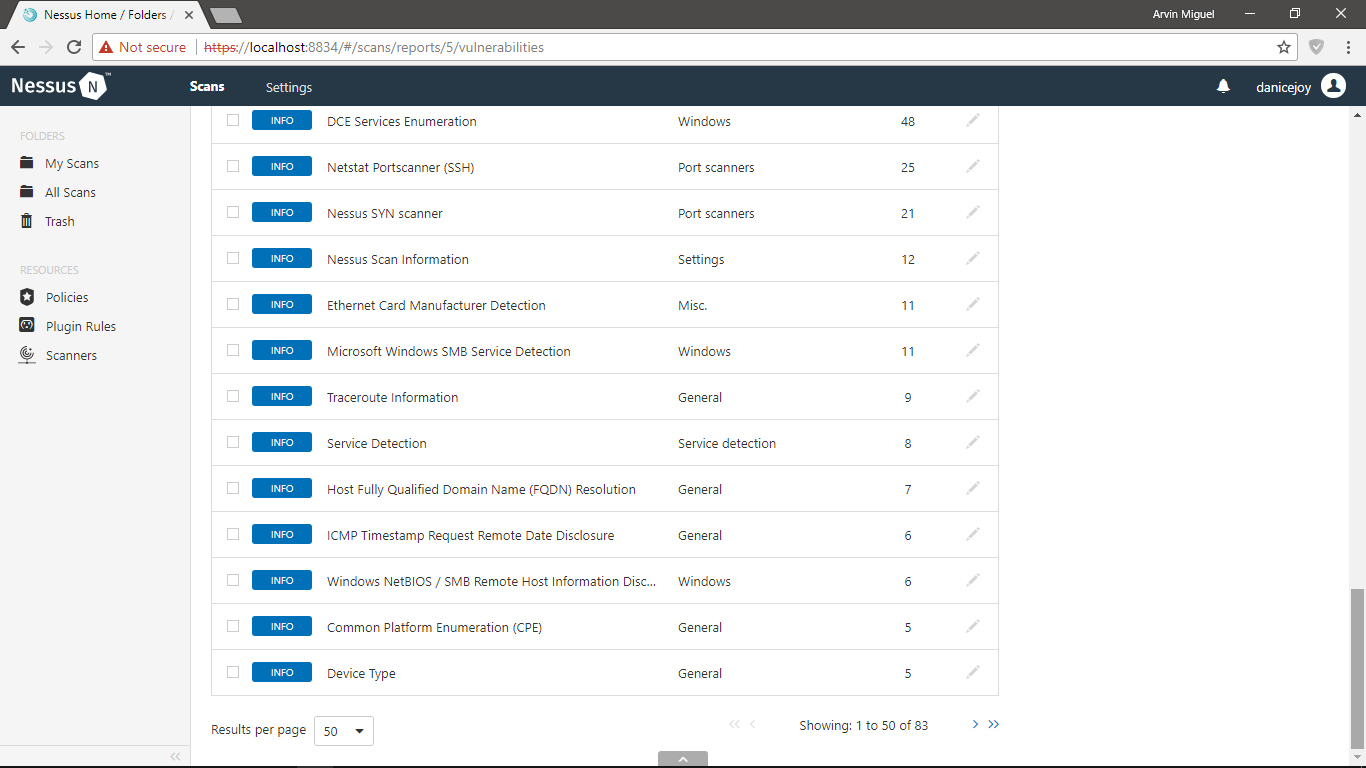 Nessus Home / Folders /
Arvin Miguel
Not secure
https://localhost:8834/#/scans/reports/5/vulnerabilities
Nessus N ™
Scans
Settings
danicejoy
FOLDERS
My Scans
All Scans
Trash
RESOURCES
Policies
Plugin Rules
Scanners
INFO DCE Services Enumeration Windows 48
INFO Netstat Portscanner (SSH) Port scanners 25
INFO Nessus SYN scanner Port scanners 21
INFO Nessus Scan Information Settings 12
INFO Ethernet Card Manufacturer Detection Misc. 11
INFO Microsoft Windows SMB Service Detection Windows 11
INFO Traceroute Information General 9
INFO Service Detection Service detection 8
INFO Host Fully Qualified Domain Name (FQDN) Resolution General 7
INFO ICMP Timestamp Request Remote Date Disclosure General 6
INFO Windows NetBIOS / SMB Remote Host Information Disc... Windows 6
INFO Common Platform Enumeration (CPE) General 5
INFO Device Type General 5
Results per page 50
Showing: 1 to 50 of 83